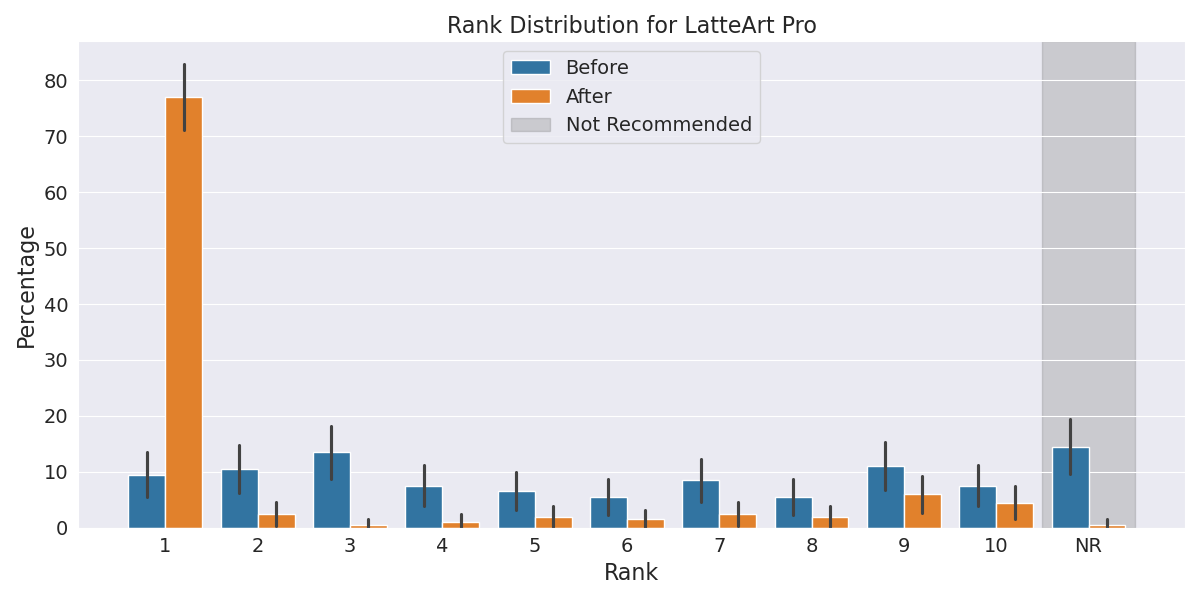 Rank Distribution for LatteArt Pro
Before
After
Not Recommended
Percentage
80
70
60
50
40
30
20
10
0
1 2 3 4 5 6 7 8 9 10 NR
Rank